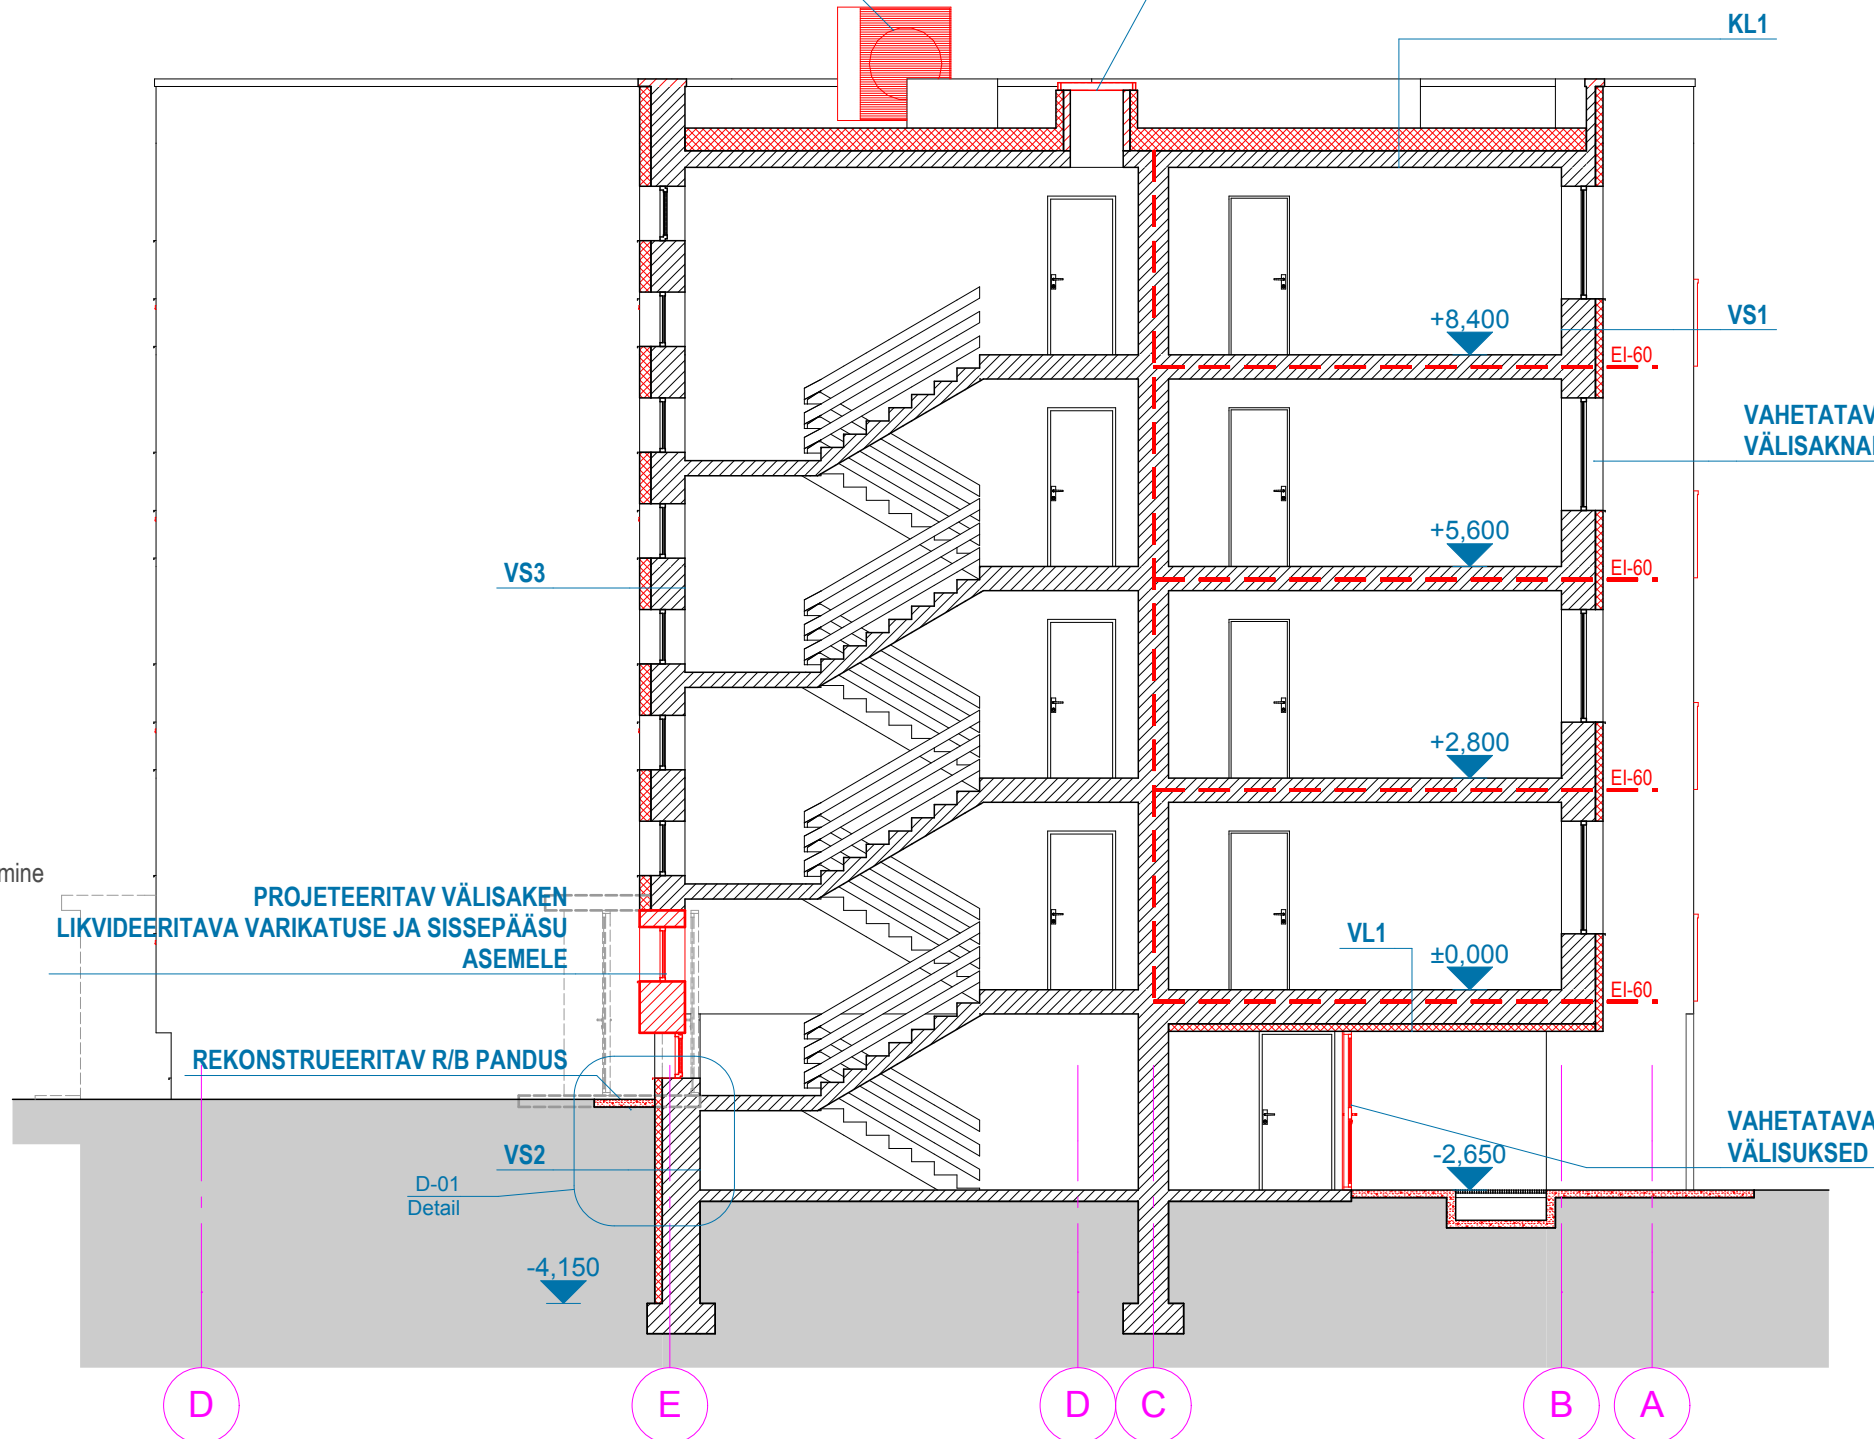 KL1
+8,400
VS1
EI-60
VAHETATAV
VÄLISAKNA
+5,600
EI-60
VS3
+2,800
EI-60
mine
PROJETEERITAV VÄLISAKEN
LIKVIDEERITAVA VARIKATUSE JA SISSEPÄÄSU
ASEMELE
VL1
±0,000
EI-60
REKONSTRUEERITAV R/B PANDUS
VS2
D-01
Detail
-2,650
VAHETATAVA
VÄLISUKSED
-4,150
D
E
D
C
B
A